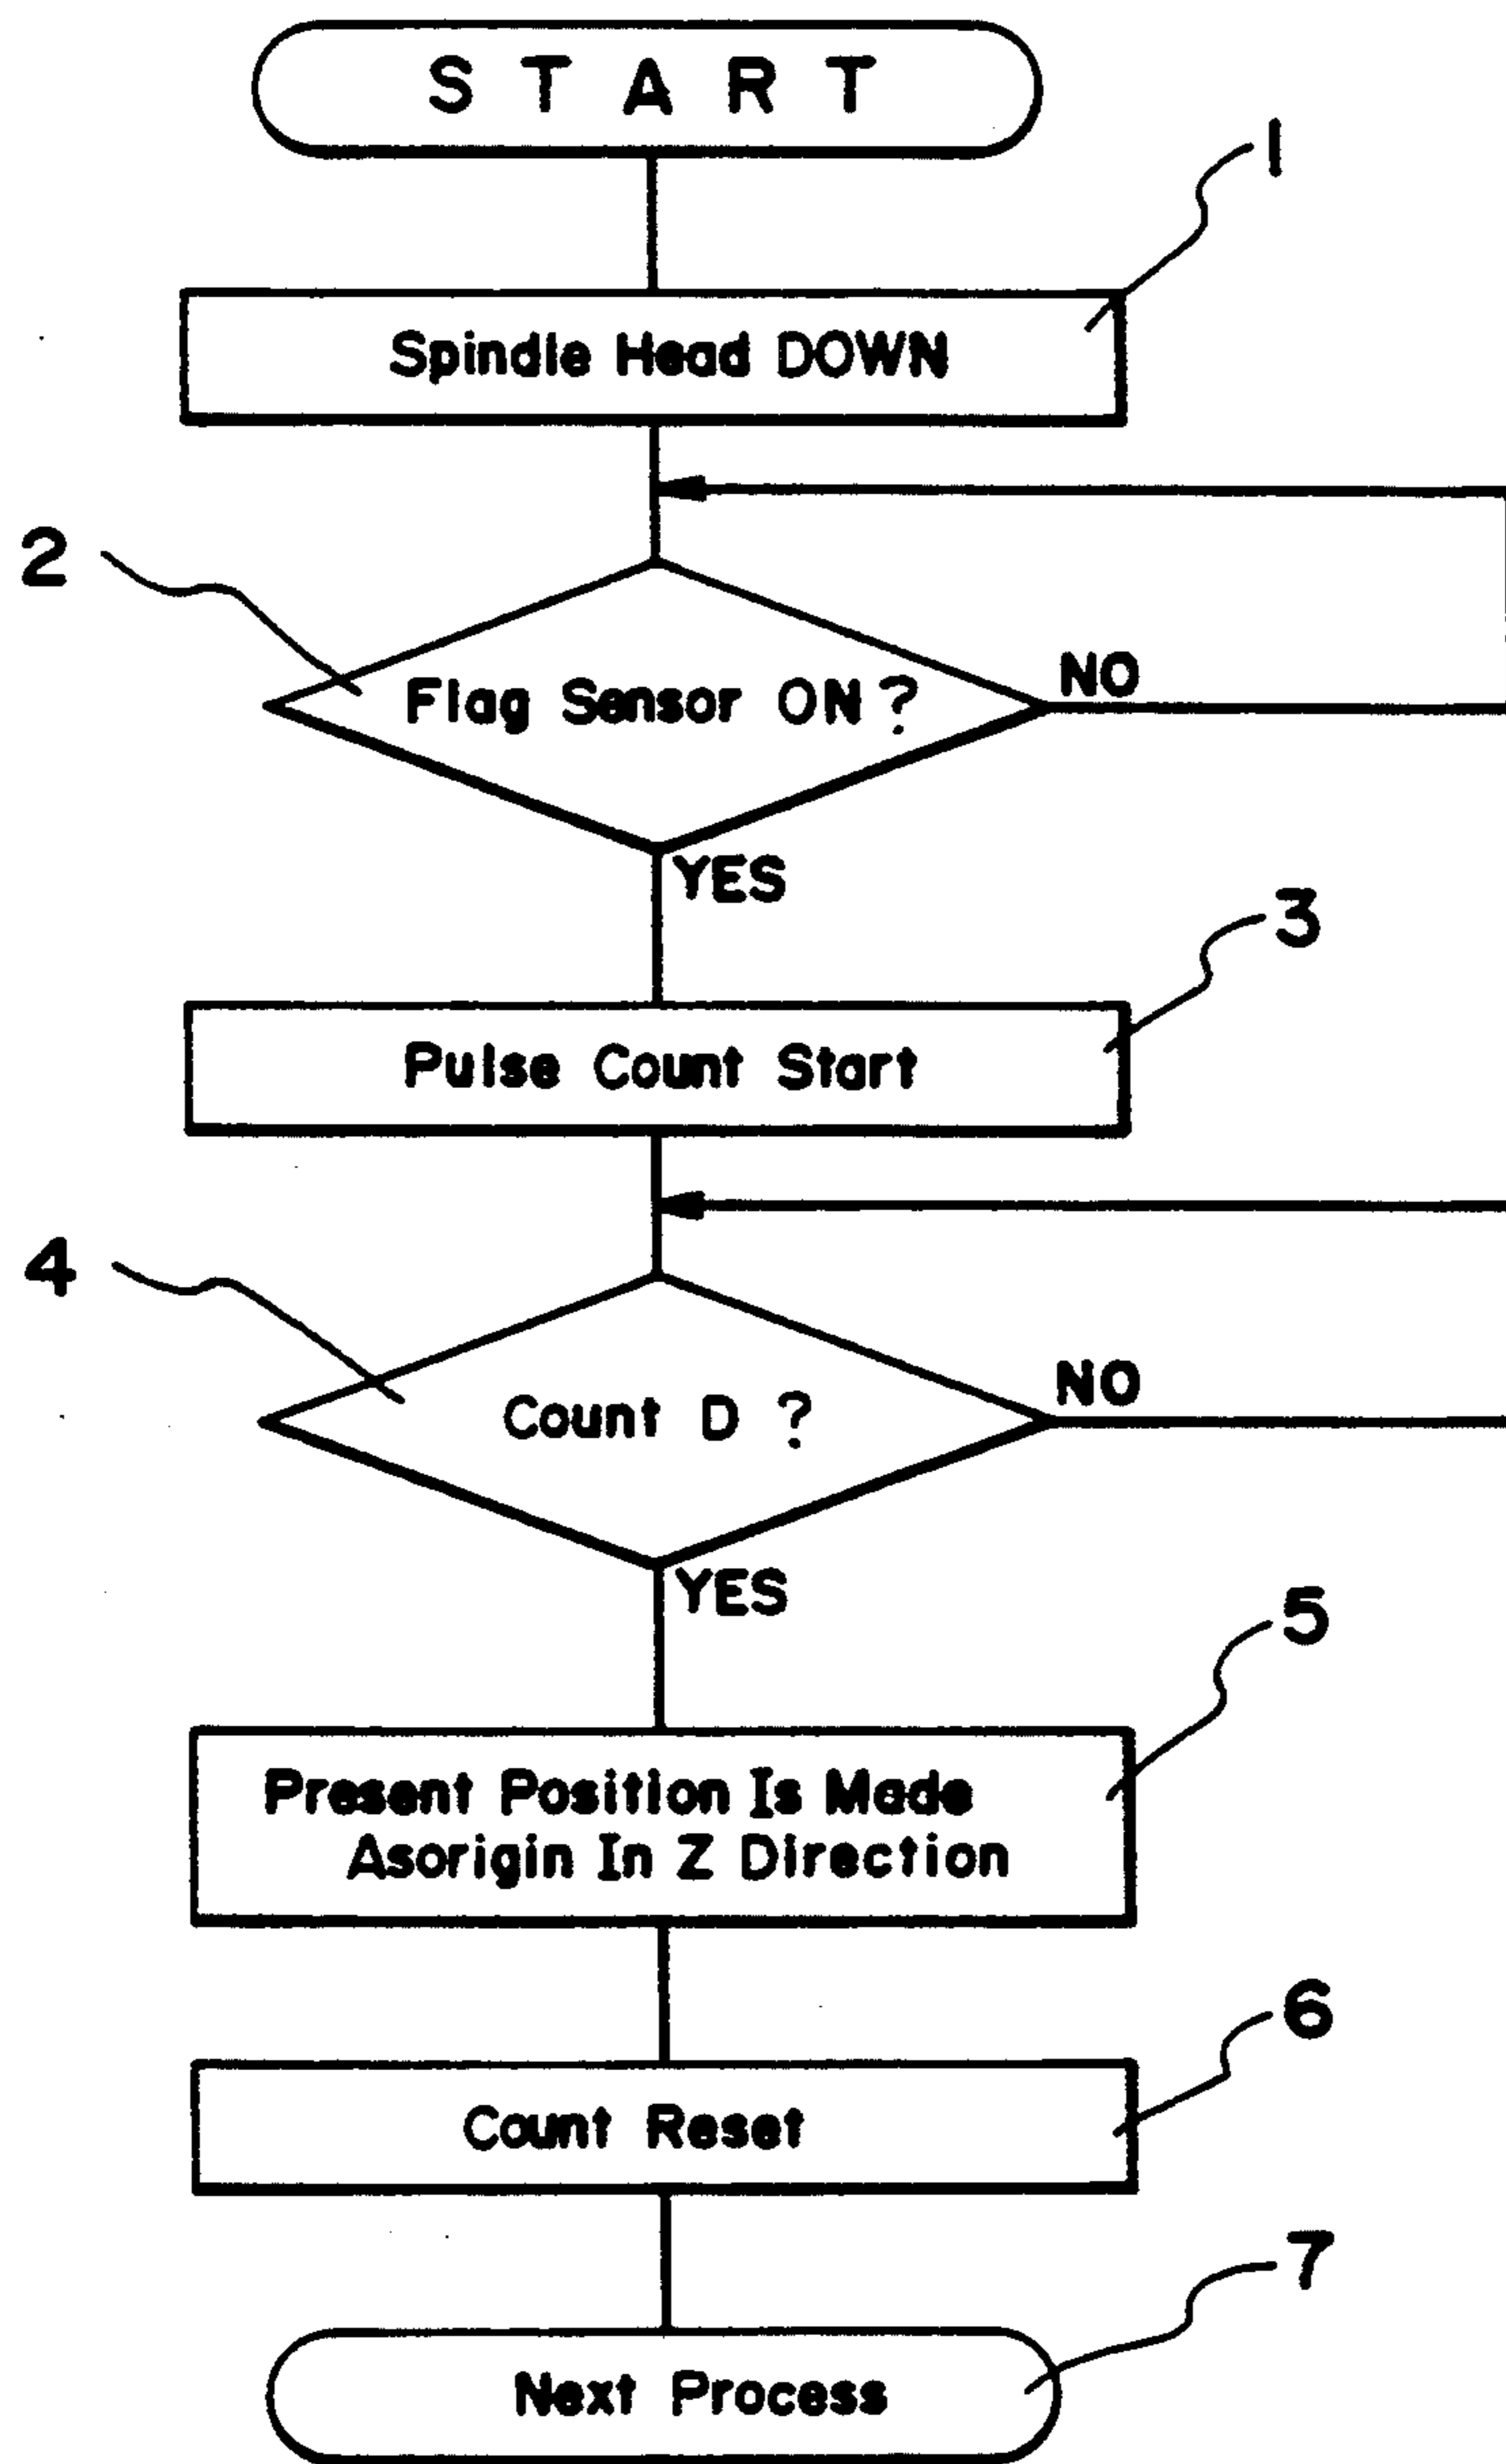 START
1
Spindle Head DOWN
2
Flag Sensor ON?
NO
YES
3
Pulse Count Start
4
Count D ?
NO
YES
5
Present Position Is Made
Asorigin In Z Direction
6
Count Reset
7
Next Process